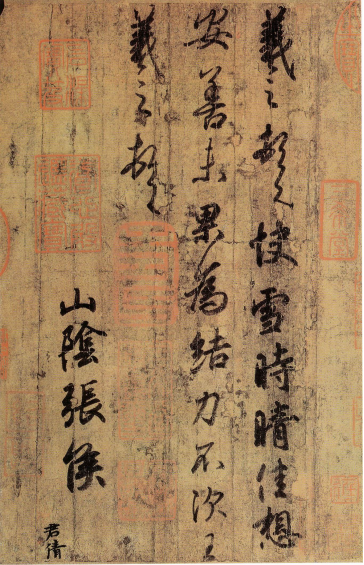 羲之頓首快雪時晴佳想
安善未果為結力不次王
羲之頓首
山陰張侯
君倩